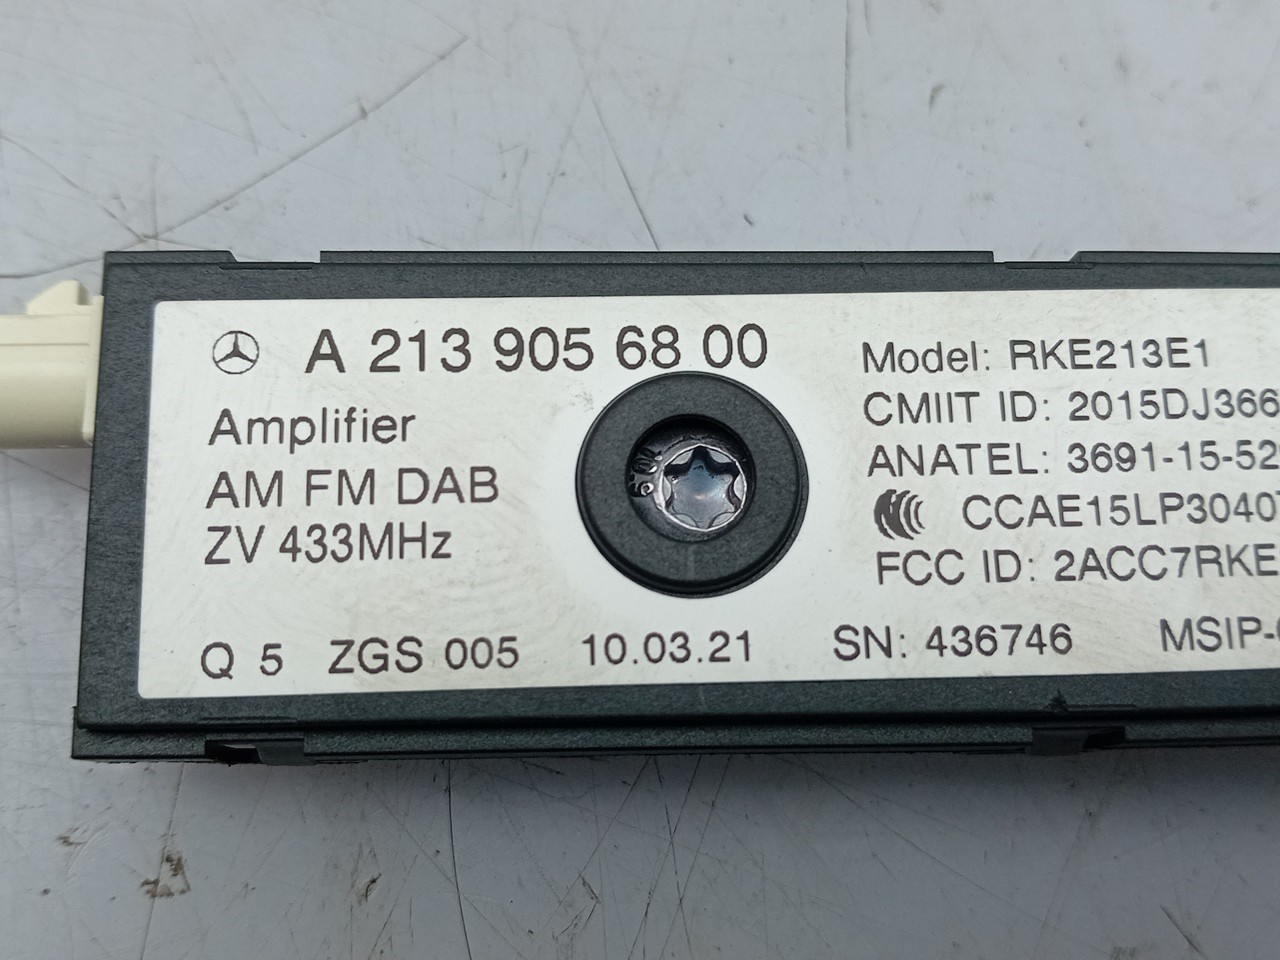 A 213 905 68 00
Amplifier
AM FM DAB
ZV 433MHz
Q 5 ZGS 005 10.03.21
Model: RKE213E1
CMIIT ID: 2015DJ366
ANATEL: 3691-15-52
CCAE15LP3040
FCC ID: 2ACC7RKE
SN: 436746 MSIP-